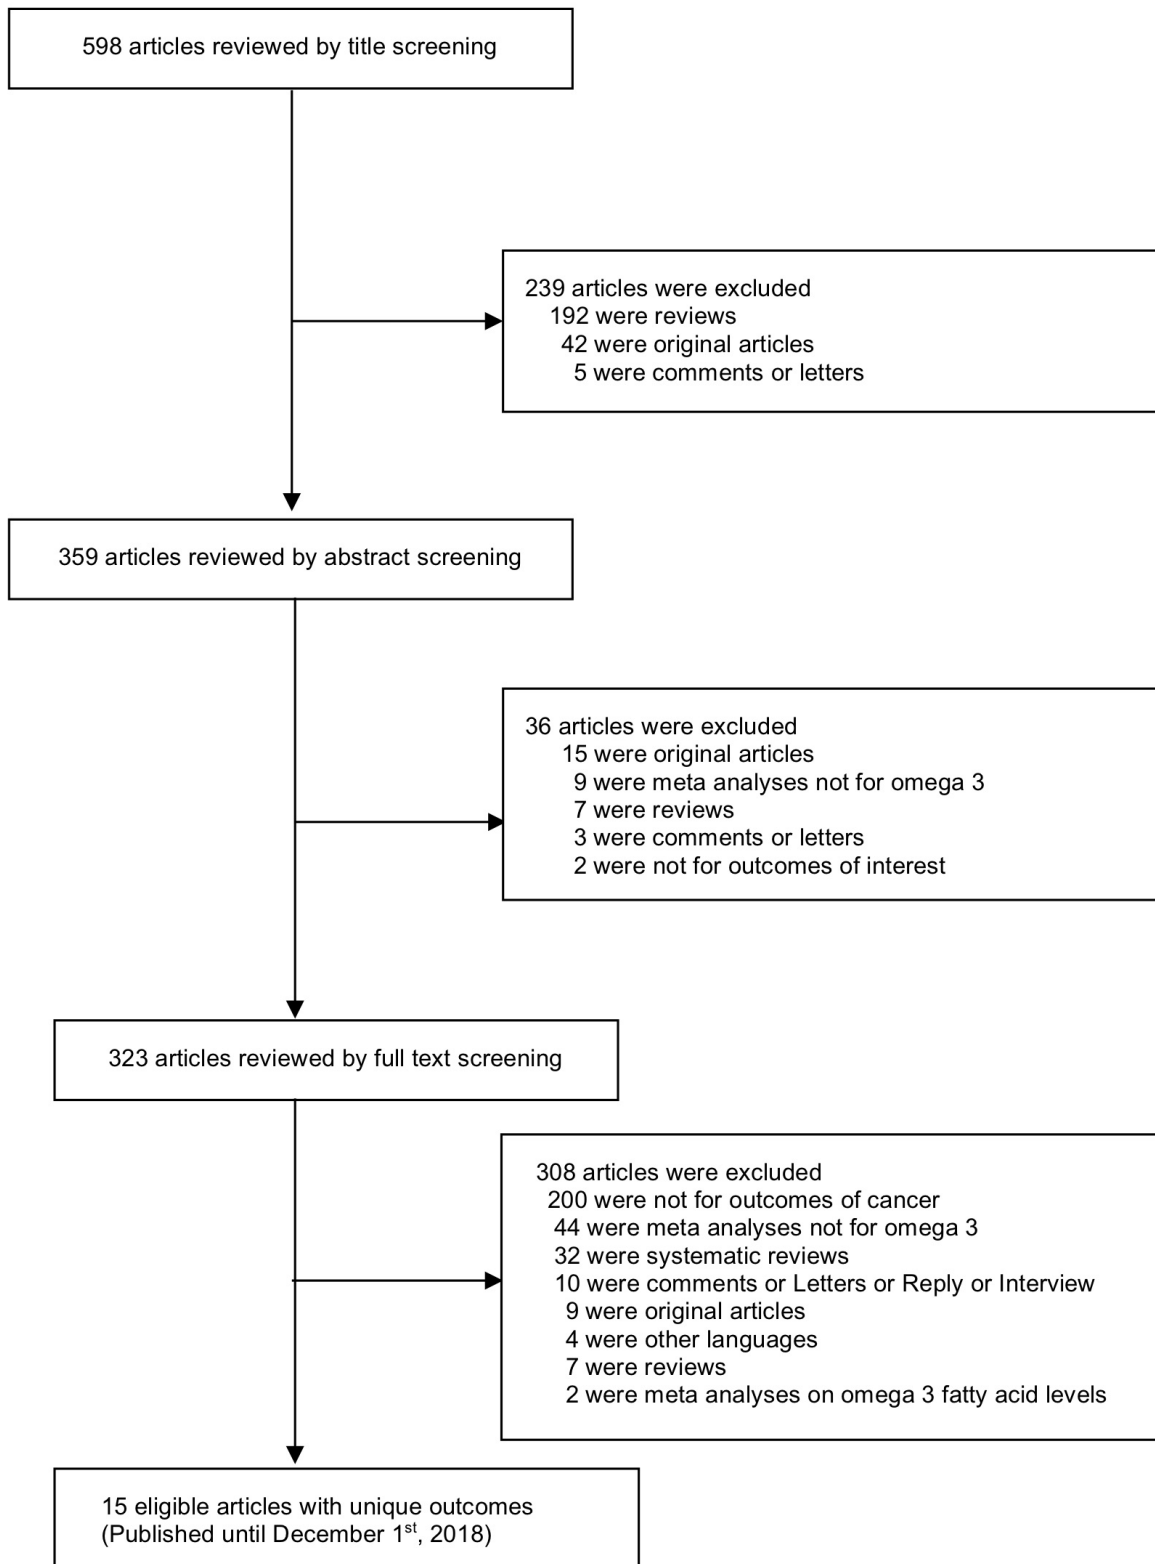 598 articles reviewed by title screening
239 articles were excluded
192 were reviews
42 were original articles
5 were comments or letters
359 articles reviewed by abstract screening
36 articles were excluded
15 were original articles
9 were meta analyses not for omega 3
7 were reviews
3 were comments or letters
2 were not for outcomes of interest
323 articles reviewed by full text screening
308 articles were excluded
200 were not for outcomes of cancer
44 were meta analyses not for omega 3
32 were systematic reviews
10 were comments or Letters or Reply or Interview
9 were original articles
4 were other languages
7 were reviews
2 were meta analyses on omega 3 fatty acid levels
15 eligible articles with unique outcomes
(Published until December 1st, 2018)